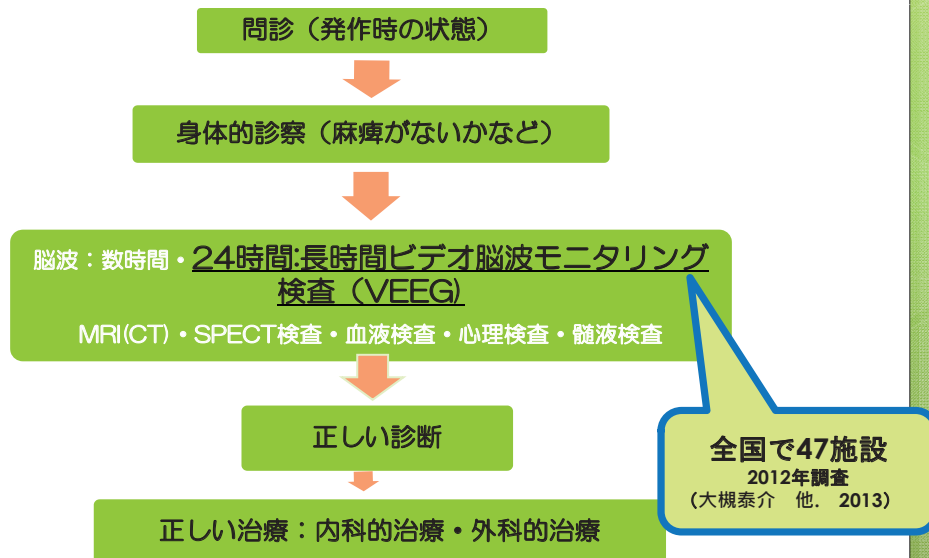 問診（発作時の状態）
身体的診察（麻痺がないかなど）
脳波：数時間・24時間:長時間ビデオ脳波モニタリング
検査（VEEG)
MRI(CT)・SPECT検査・血液検査・心理検査・髄液検査
正しい診断
全国で47施設
2012年調査
(大槻泰介　他.　2013)
正しい治療：内科的治療・外科的治療